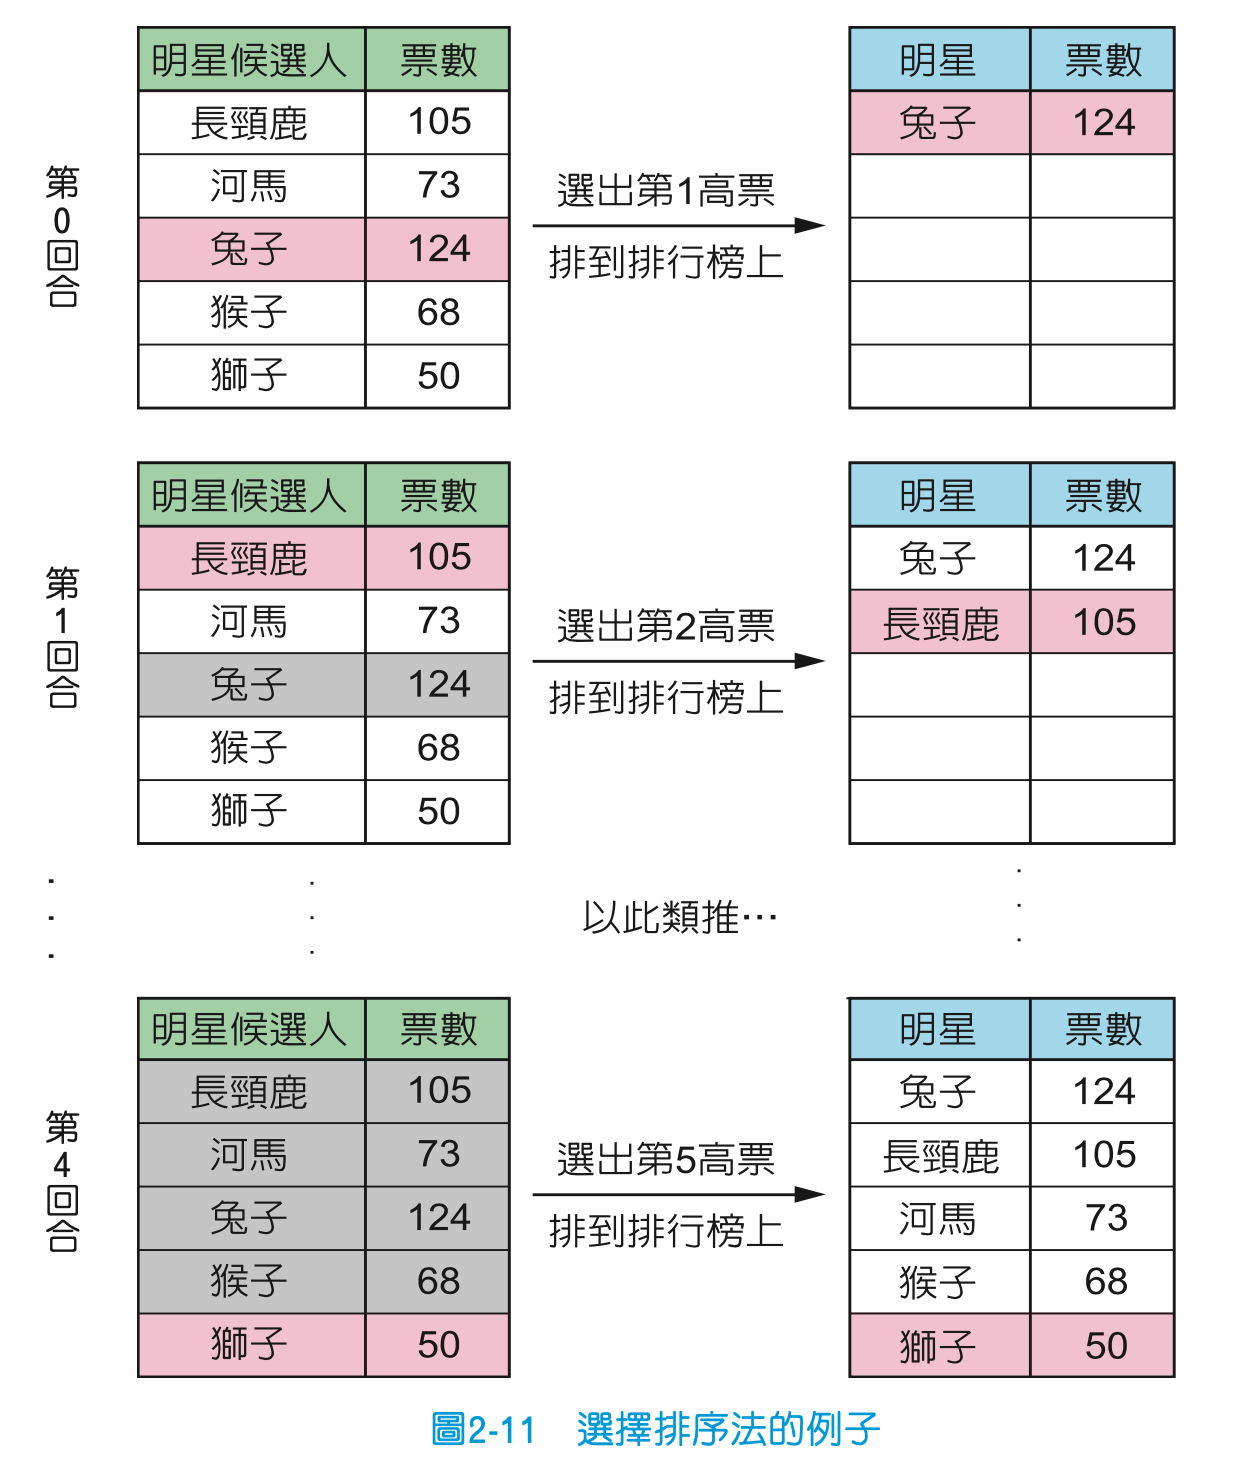 第0回合
明星候選人 票數
長頸鹿 105
河馬 73
兔子 124
猴子 68
獅子 50
選出第1高票
排到排行榜上
明星 票數
兔子 124
第1回合
明星候選人 票數
長頸鹿 105
河馬 73
兔子 124
猴子 68
獅子 50
選出第2高票
排到排行榜上
明星 票數
兔子 124
長頸鹿 105
以此類推…
第4回合
明星候選人 票數
長頸鹿 105
河馬 73
兔子 124
猴子 68
獅子 50
選出第5高票
排到排行榜上
明星 票數
兔子 124
長頸鹿 105
河馬 73
猴子 68
獅子 50
圖2-11 選擇排序法的例子